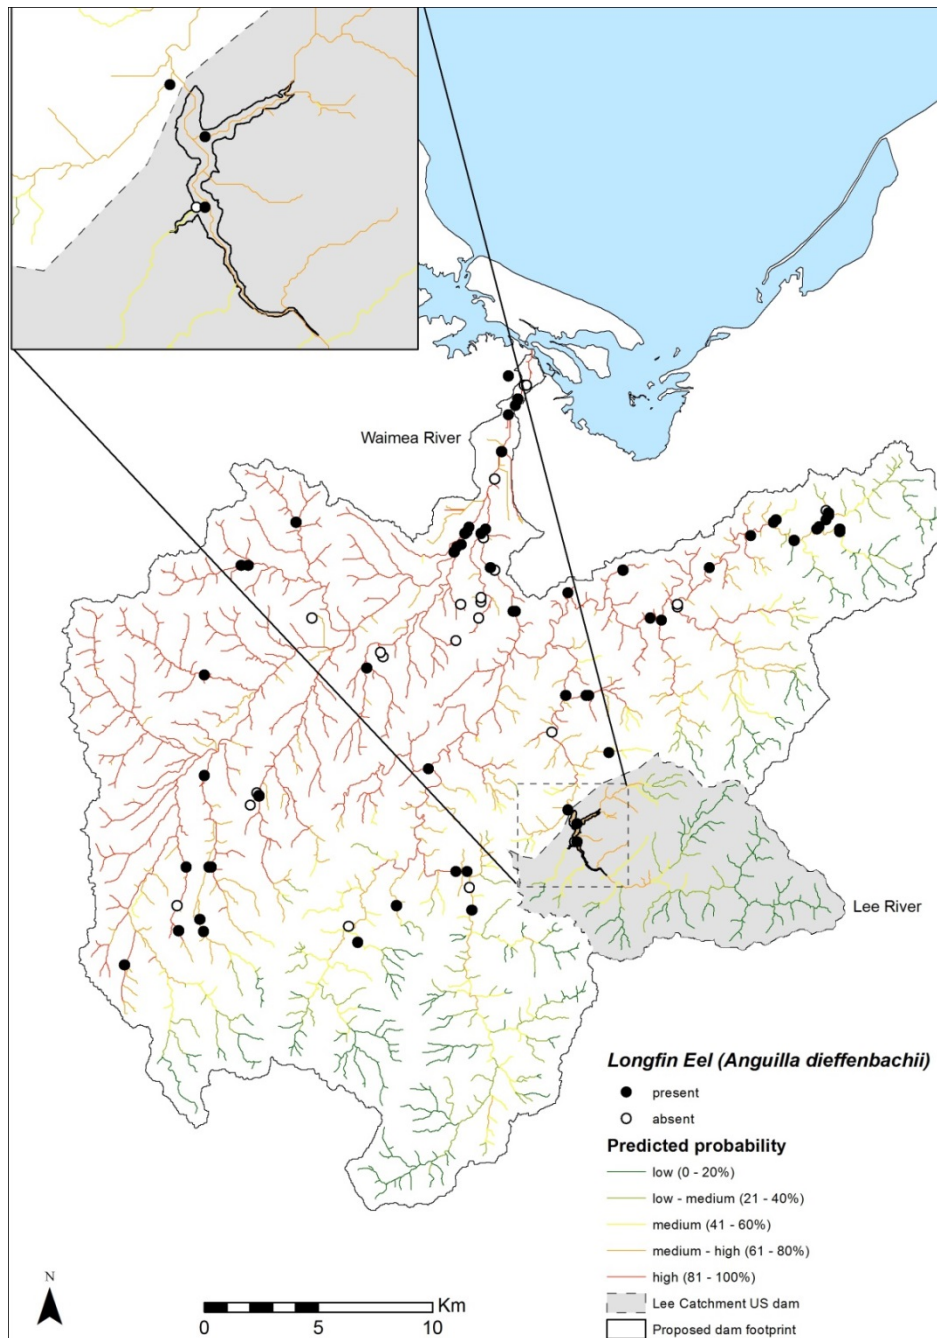 Waimea River
Lee River
Longfin Eel (Anguilla dieffenbachii)
present
absent
Predicted probability
low (0 - 20%)
low - medium (21 - 40%)
medium (41 - 60%)
medium - high (61 - 80%)
high (81 - 100%)
Lee Catchment US dam
Proposed dam footprint
N
Km
0 5 10